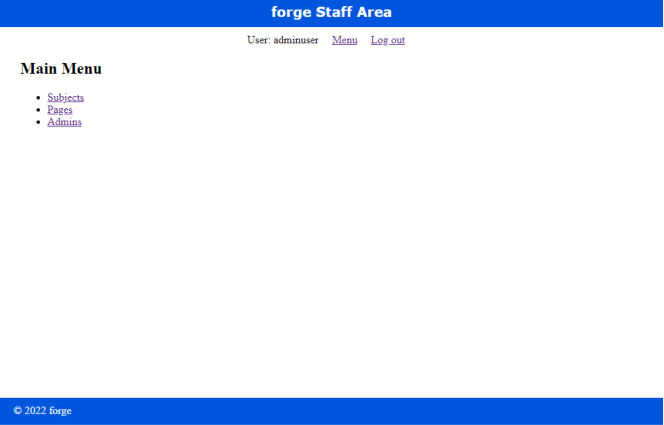 forge Staff Area
User: adminuser Menu Log out
Main Menu
Subjects
Pages
Admins
© 2022 forge